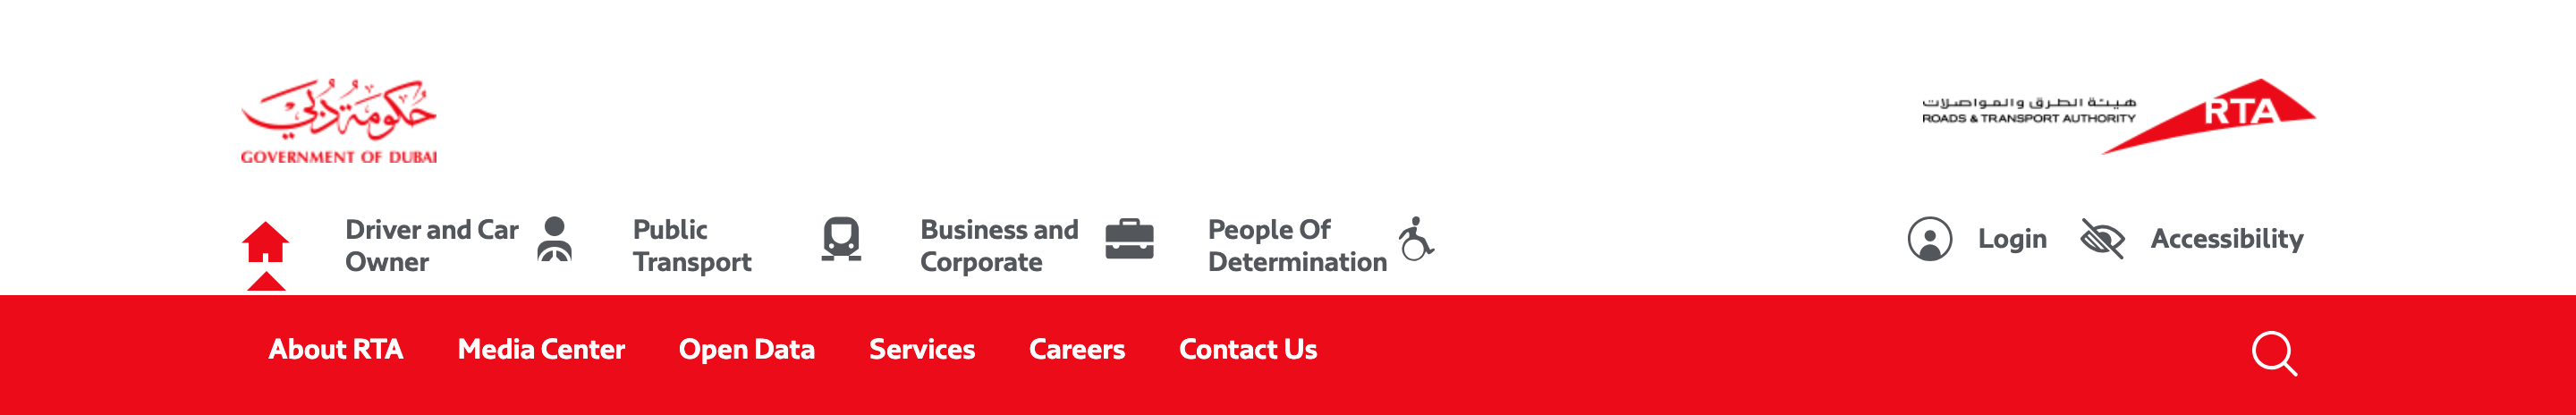 حكومة دبي
GOVERNMENT OF DUBAI
هيئة الطرق والمواصلات
ROADS & TRANSPORT AUTHORITY
RTA
Driver and Car
Owner
Public
Transport
Business and
Corporate
People Of
Determination
Login
Accessibility
About RTA
Media Center
Open Data
Services
Careers
Contact Us